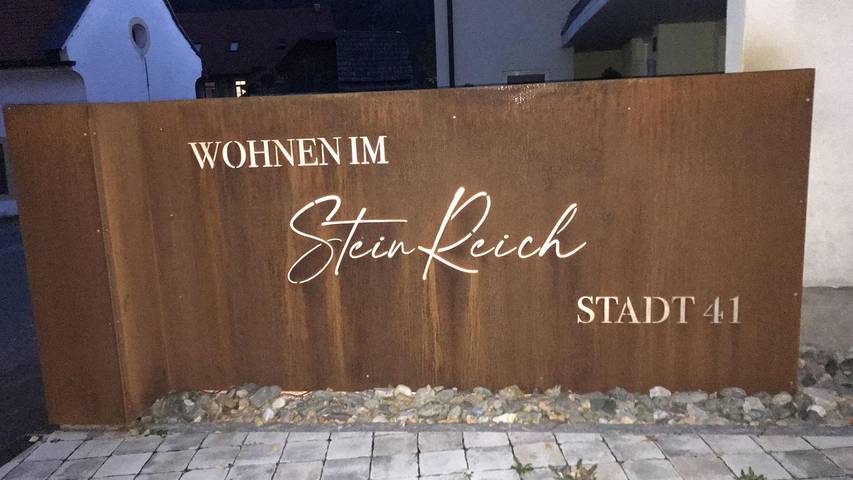 WOHNEN IM
SteinReich
STADT 41